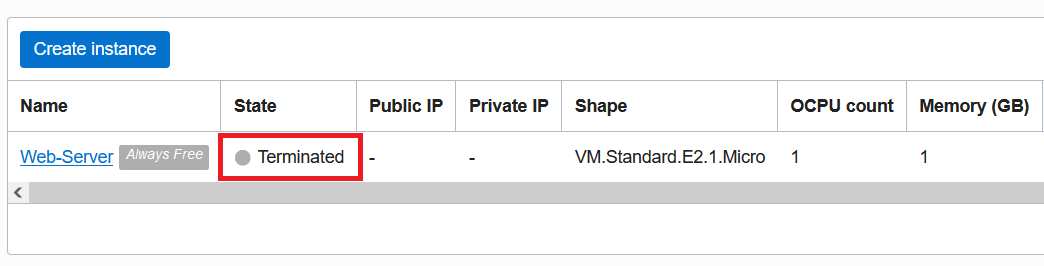 Create instance
Name State Public IP Private IP Shape OCPU count Memory (GB)
Web-Server Always Free Terminated - - VM.Standard.E2.1.Micro 1 1